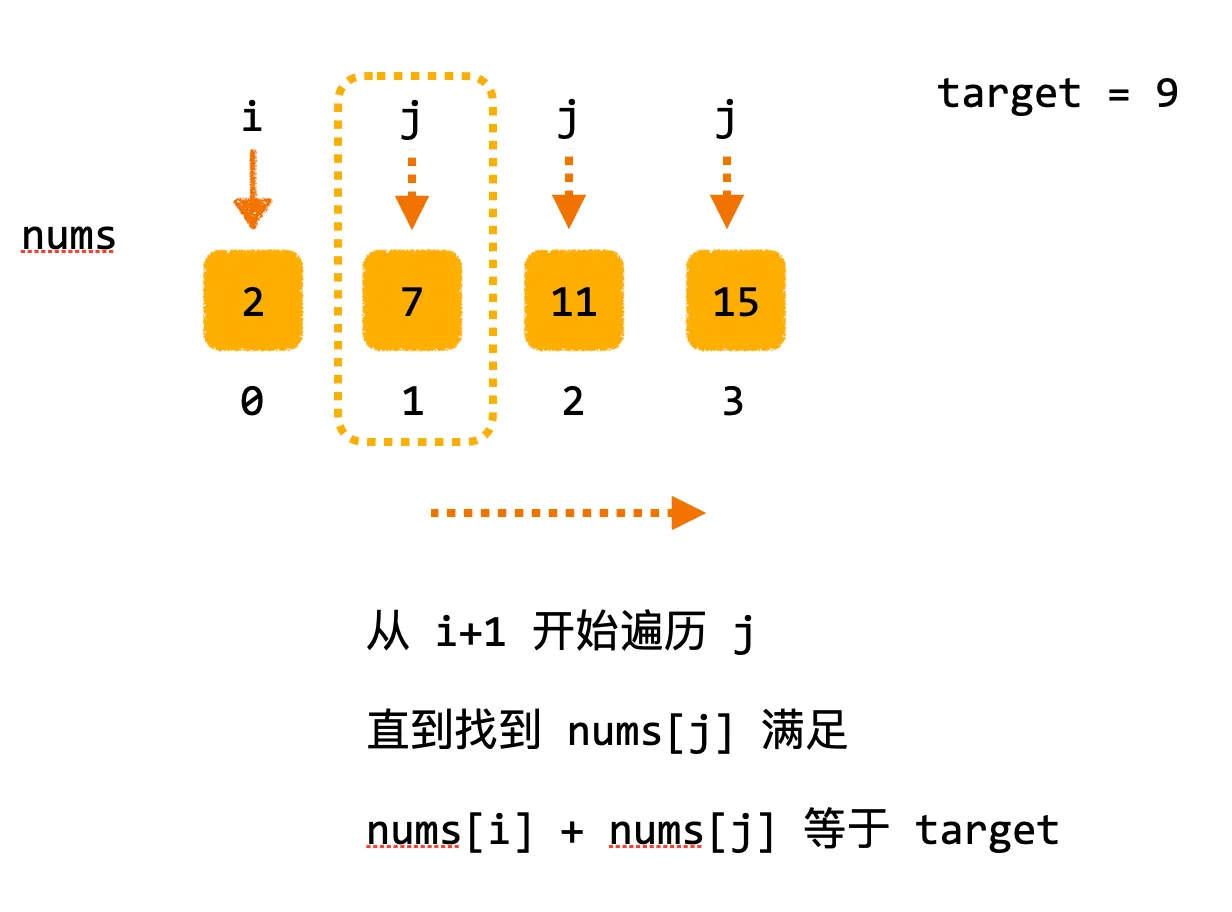 target = 9
i j j j
nums
2 7 11 15
0 1 2 3
从 i+1 开始遍历 j
直到找到 nums[j] 满足
nums[i] + nums[j] 等于 target